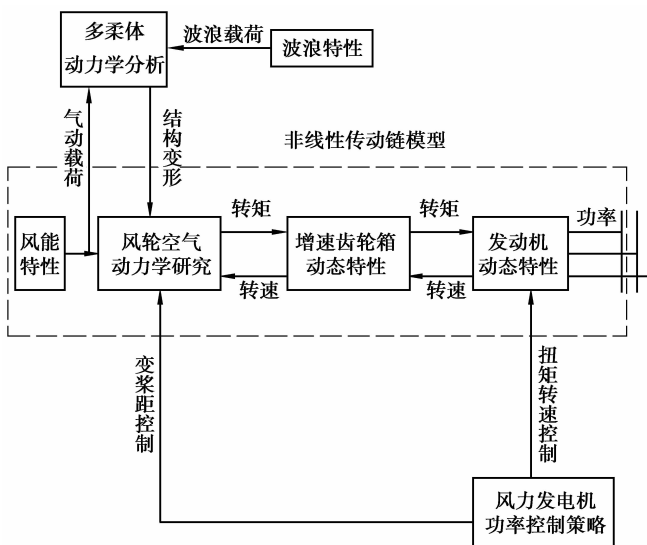 多柔体
动力学分析
波浪载荷
波浪特性
气动载荷
结构变形
非线性传动链模型
风能
特性
风轮空气
动力学研究
转矩
转速
增速齿轮箱
动态特性
转矩
转速
发动机
动态特性
功率
变桨距控制
扭矩转速控制
风力发电机
功率控制策略